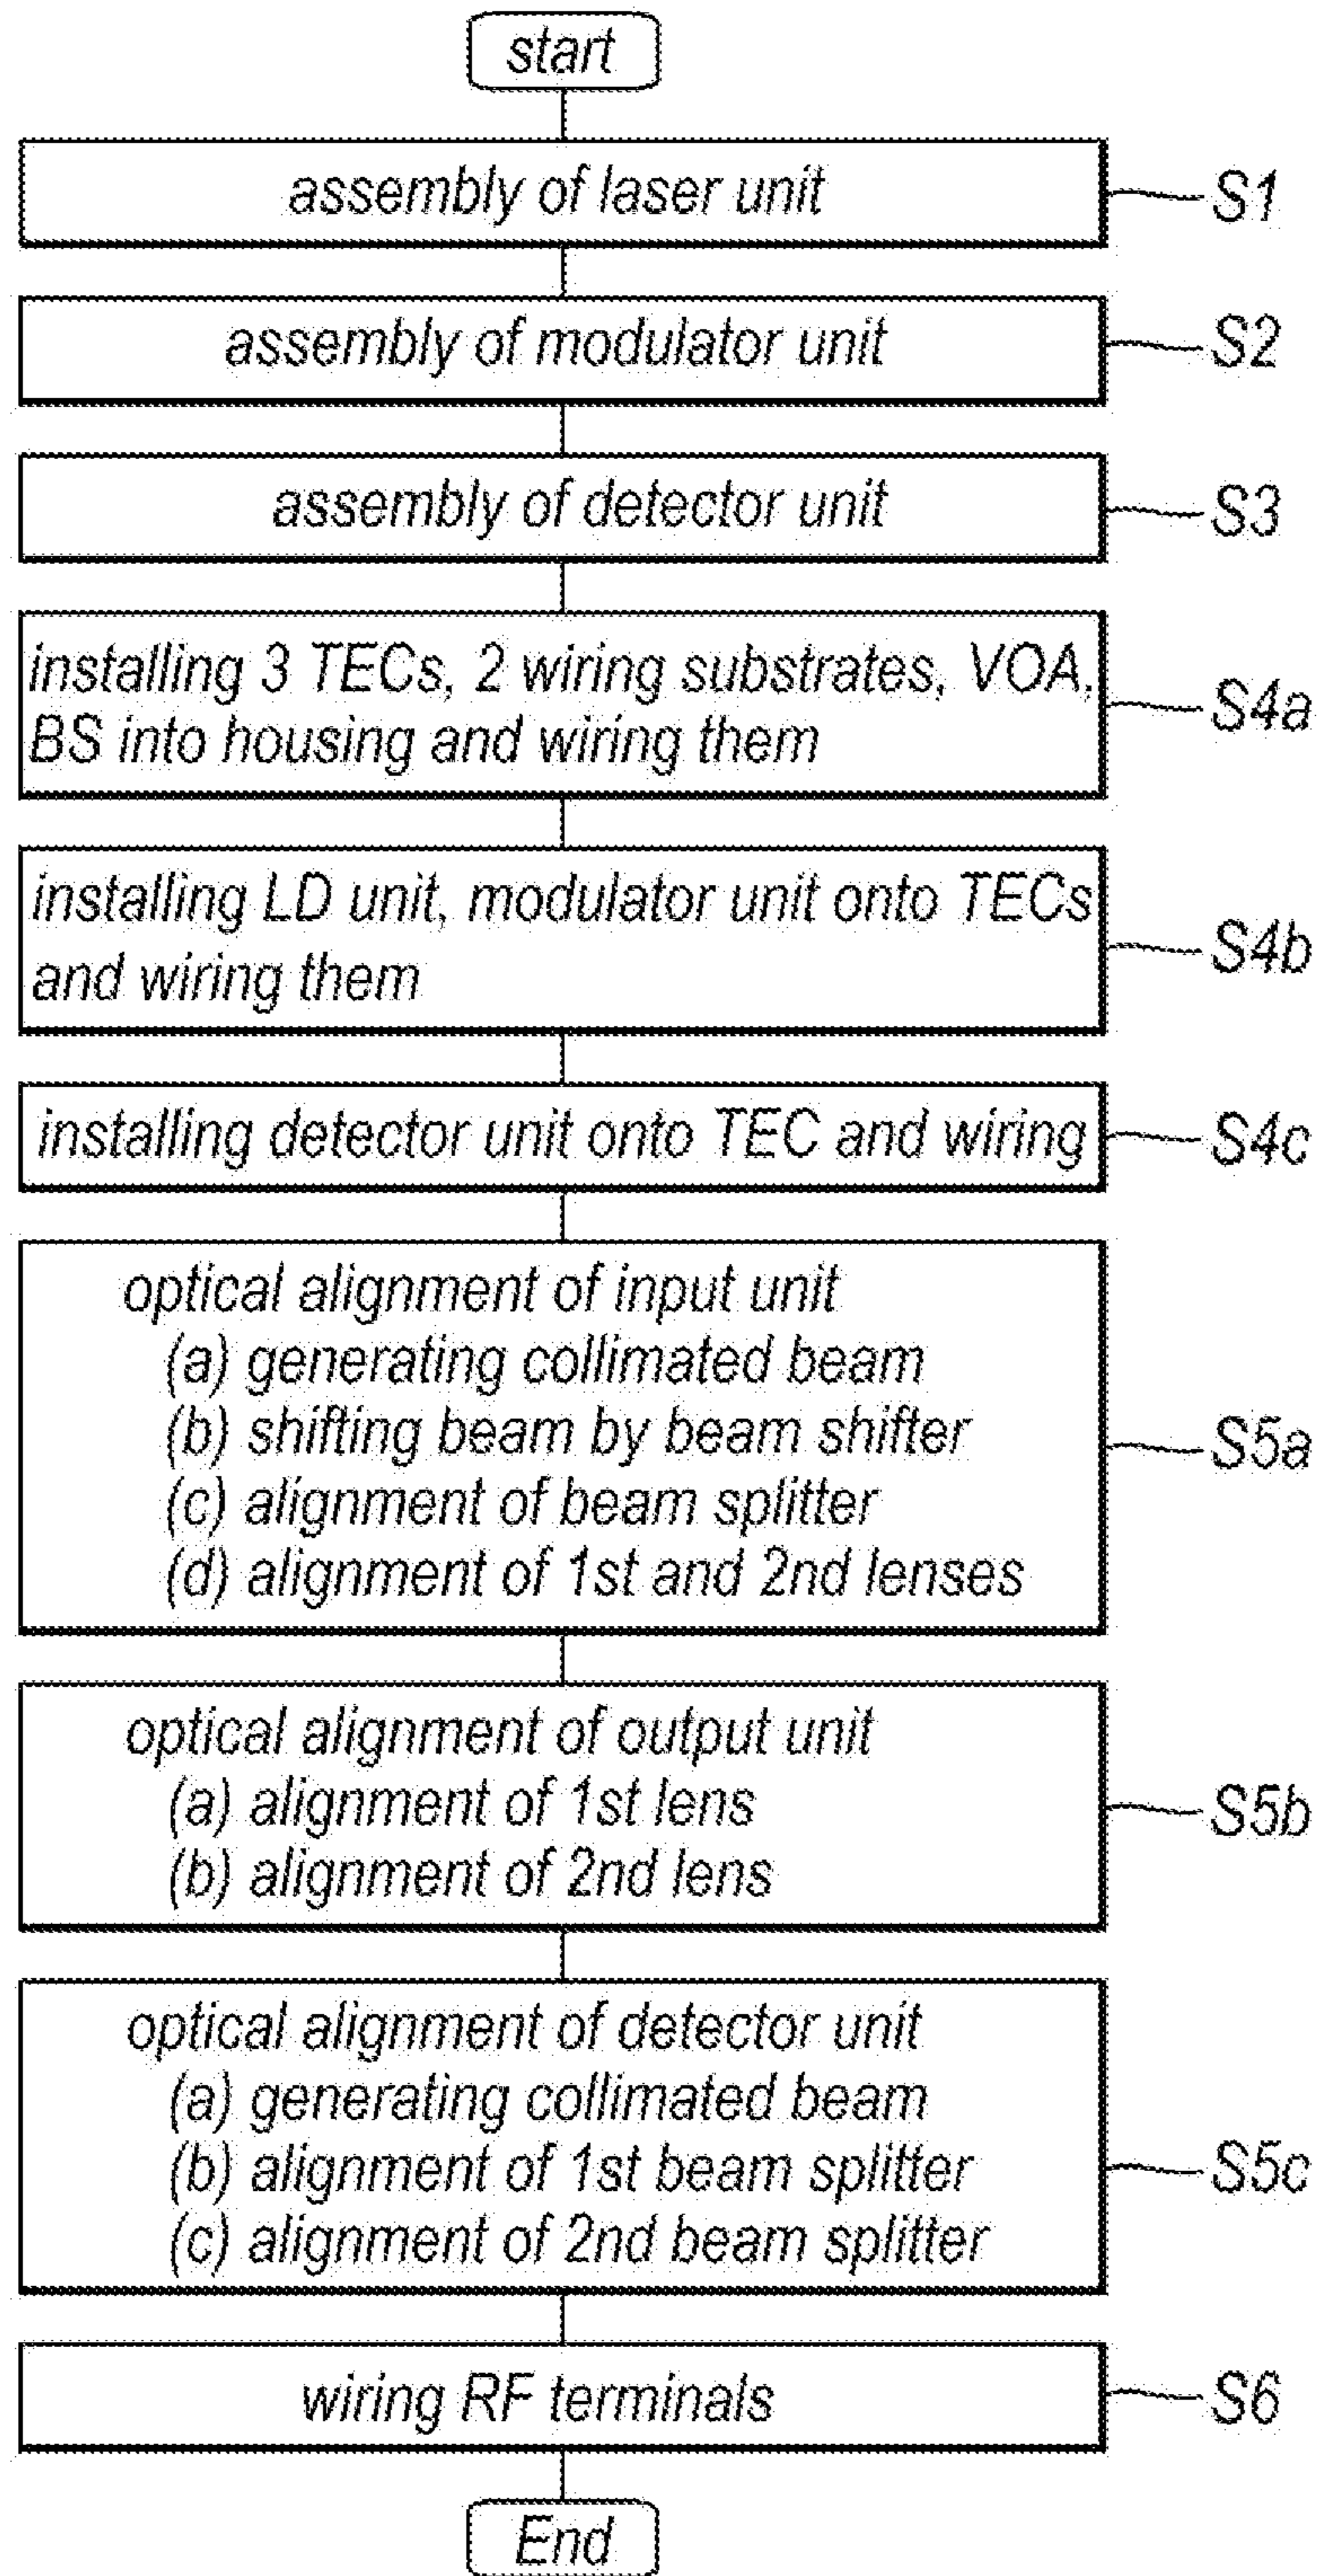 start
assembly of laser unit
S1
assembly of modulator unit
S2
assembly of detector unit
S3
installing 3 TECs, 2 wiring substrates, VOA,
BS into housing and wiring them
S4a
installing LD unit, modulator unit onto TECs
and wiring them
S4b
installing detector unit onto TEC and wiring
S4c
optical alignment of input unit
(a) generating collimated beam
(b) shifting beam by beam shifter
(c) alignment of beam splitter
(d) alignment of 1st and 2nd lenses
S5a
optical alignment of output unit
(a) alignment of 1st lens
(b) alignment of 2nd lens
S5b
optical alignment of detector unit
(a) generating collimated beam
(b) alignment of 1st beam splitter
(c) alignment of 2nd beam splitter
S5c
wiring RF terminals
S6
End